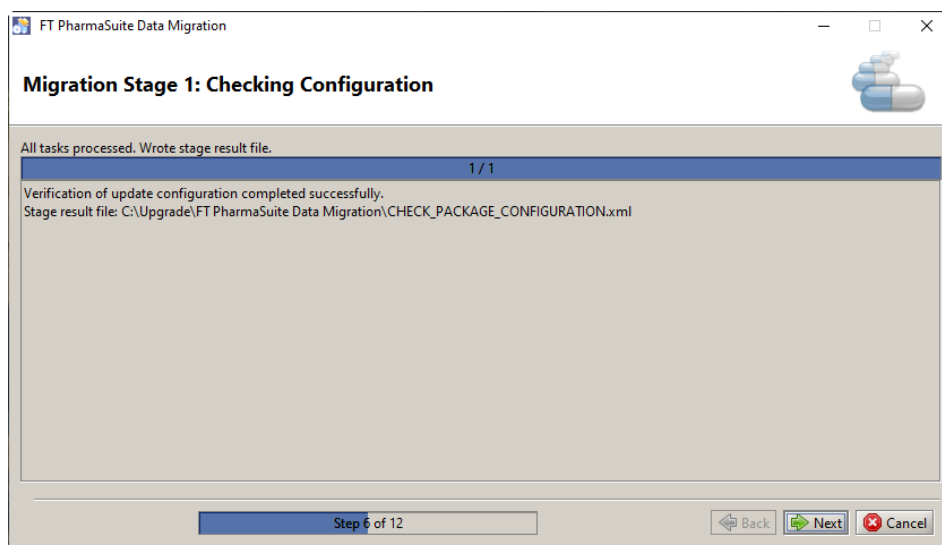 FT PharmaSuite Data Migration
Migration Stage 1: Checking Configuration
All tasks processed. Wrote stage result file.
1 / 1
Verification of update configuration completed successfully.
Stage result file: C:\Upgrade\FT PharmaSuite Data Migration\CHECK_PACKAGE_CONFIGURATION.xml
Step 6 of 12
Back Next Cancel